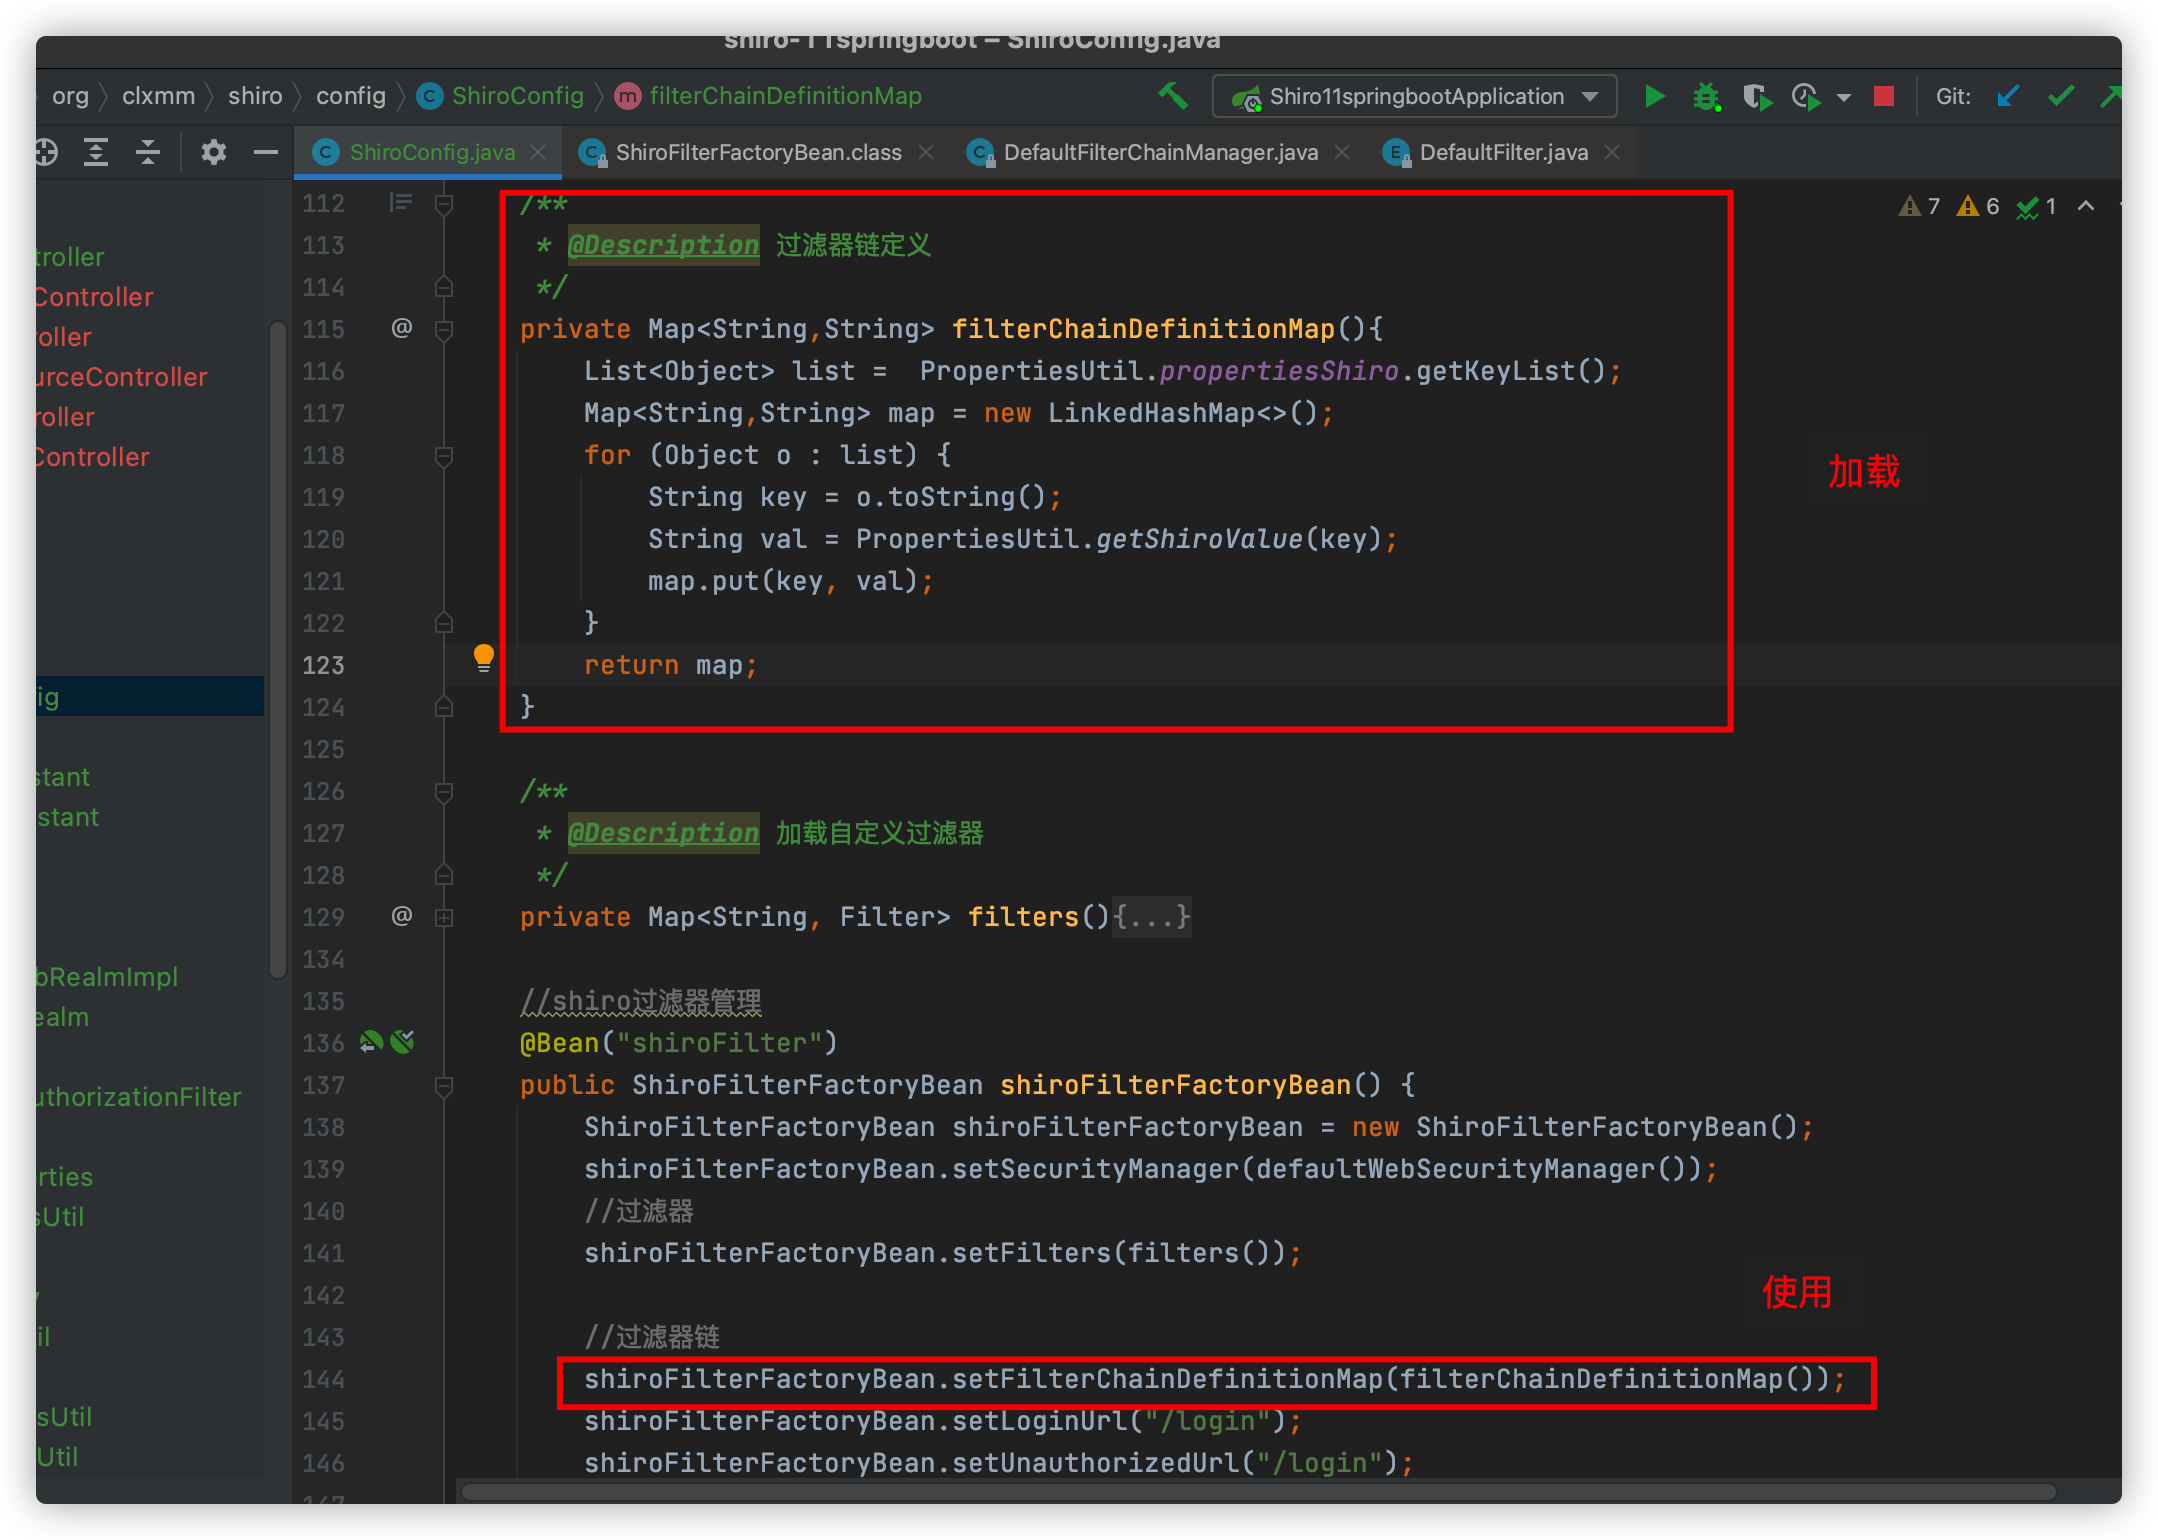 shiro-11springboot – ShiroConfig.java
org clxmm shiro config ShiroConfig filterChainDefinitionMap Shiro11springbootApplication Git:
ShiroConfig.java ShiroFilterFactoryBean.class DefaultFilterChainManager.java DefaultFilter.java
7 6 1
troller
Controller
roller
urceController
roller
Controller
ig
stant
stant
bRealmImpl
ealm
uthorizationFilter
rties
sUtil
il
sUtil
Util
112 /**
113 * @Description 过滤器链定义
114 */
115 @ private Map<String,String> filterChainDefinitionMap(){
116 List<Object> list =  PropertiesUtil.propertiesShiro.getKeyList();
117 Map<String,String> map = new LinkedHashMap<>();
118 for (Object o : list) {
119 String key = o.toString();
120 String val = PropertiesUtil.getShiroValue(key);
121 map.put(key, val);
122 }
123 return map;
124 }
125
126 /**
127 * @Description 加载自定义过滤器
128 */
129 @ private Map<String, Filter> filters(){...}
134
135 //shiro过滤器管理
136 @Bean("shiroFilter")
137 public ShiroFilterFactoryBean shiroFilterFactoryBean() {
138 ShiroFilterFactoryBean shiroFilterFactoryBean = new ShiroFilterFactoryBean();
139 shiroFilterFactoryBean.setSecurityManager(defaultWebSecurityManager());
140 //过滤器
141 shiroFilterFactoryBean.setFilters(filters());
142
143 //过滤器链
144 shiroFilterFactoryBean.setFilterChainDefinitionMap(filterChainDefinitionMap());
145 shiroFilterFactoryBean.setLoginUrl("/login");
146 shiroFilterFactoryBean.setUnauthorizedUrl("/login");
147
加载
使用